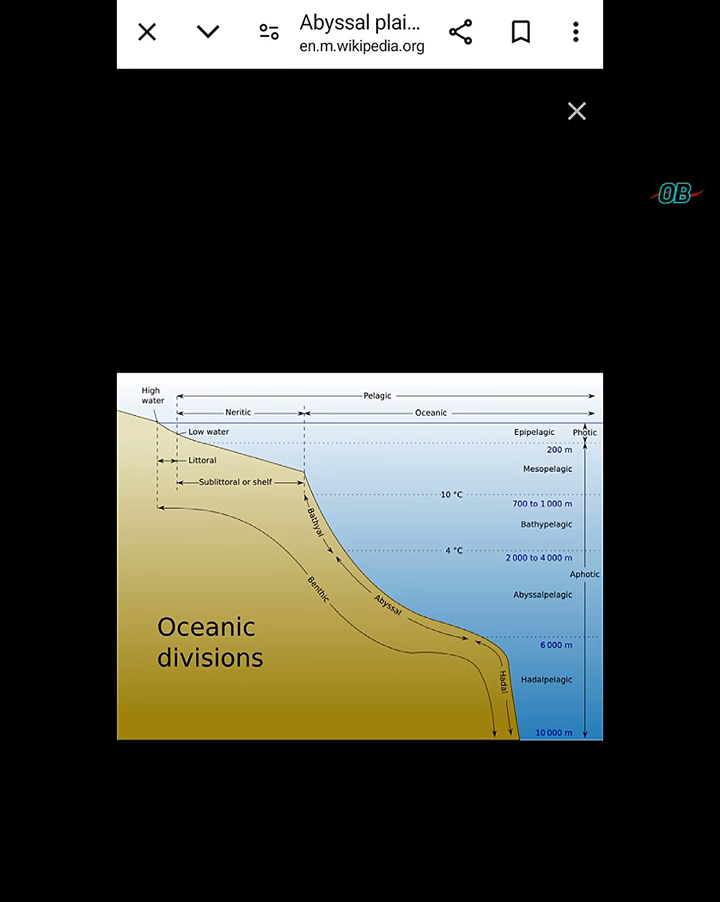 Abyssal plai...
en.m.wikipedia.org
OB
High
water
Pelagic
Neritic
Oceanic
Low water
Epipelagic
Photic
200 m
Littoral
Mesopelagic
Sublittoral or shelf
10 °C
700 to 1 000 m
Bathyal
Bathypelagic
4 °C
2 000 to 4 000 m
Aphotic
Benthic
Abyssal
Abyssalpelagic
Oceanic
divisions
6 000 m
Hadal
Hadalpelagic
10 000 m